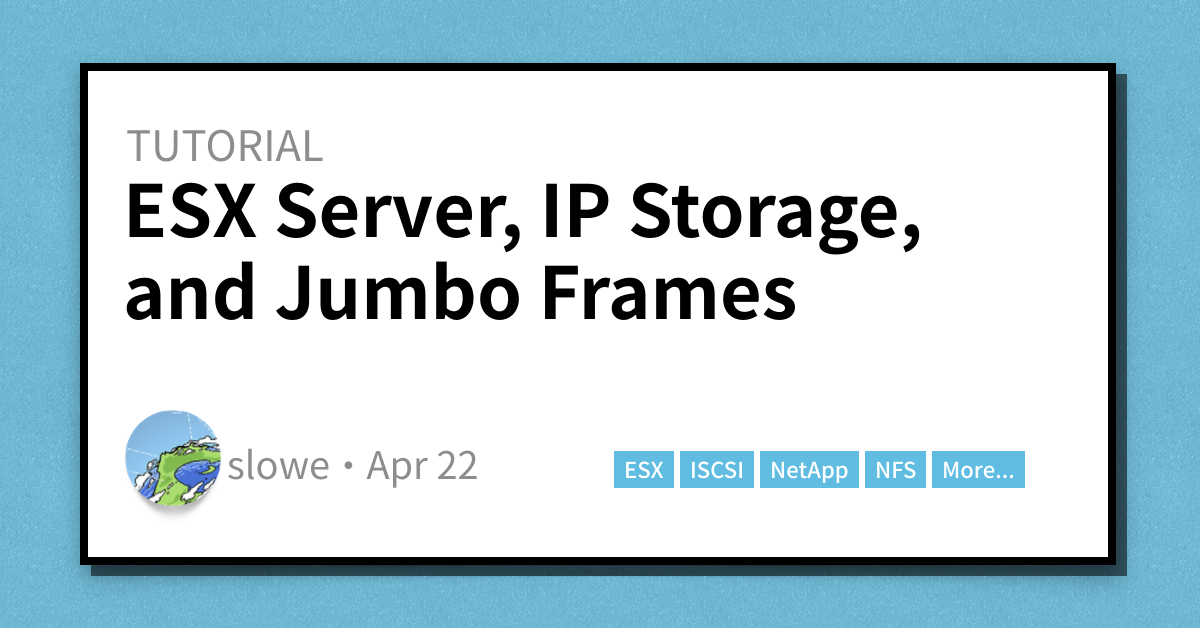 TUTORIAL
ESX Server, IP Storage,
and Jumbo Frames
slowe • Apr 22
ESX ISCSI NetApp NFS More...